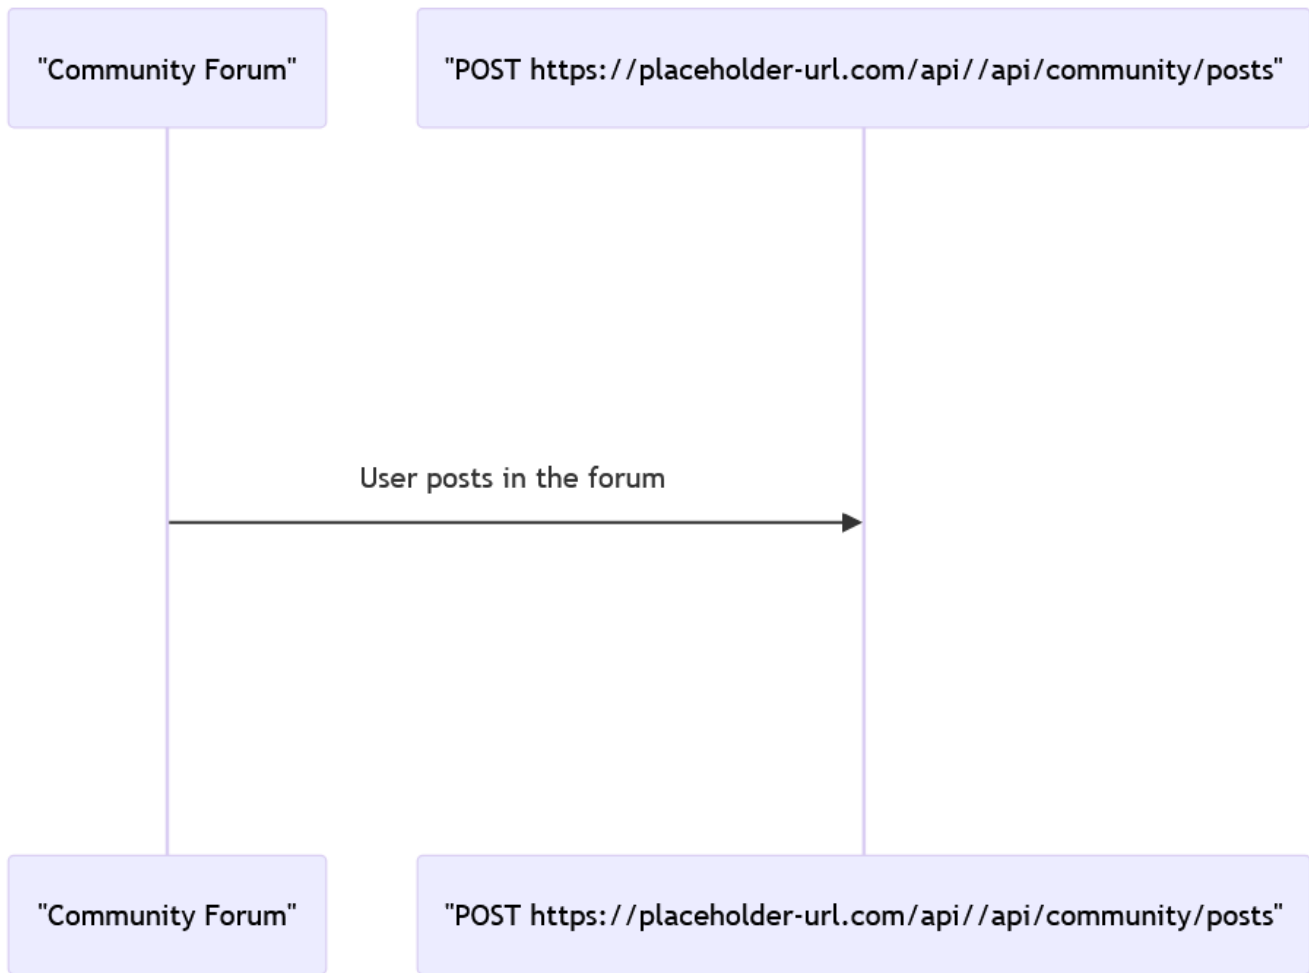 "Community Forum"
"POST https://placeholder-url.com/api//api/community/posts"
User posts in the forum
"Community Forum"
"POST https://placeholder-url.com/api//api/community/posts"